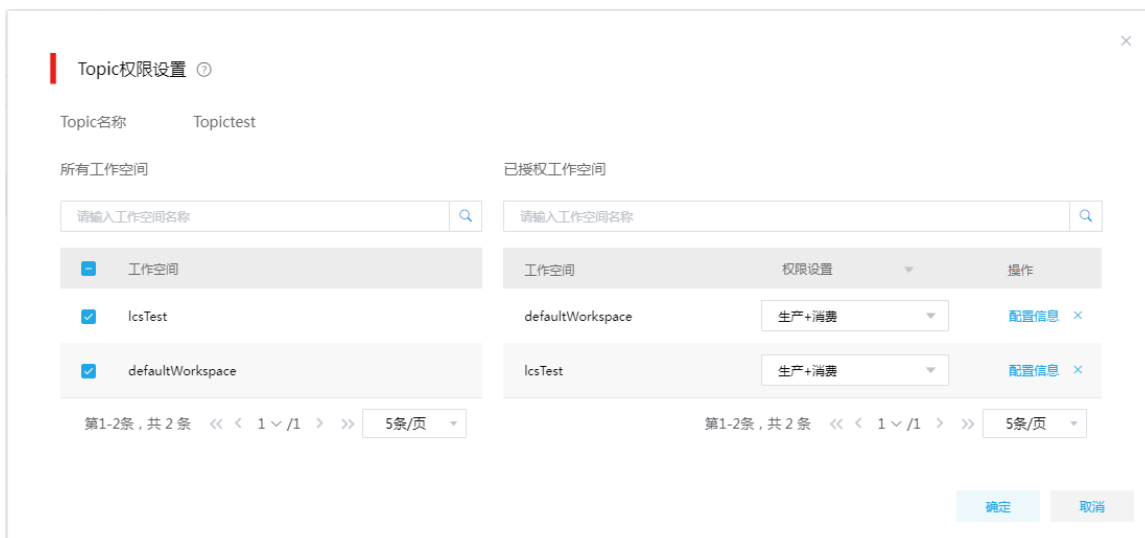 Topic权限设置
Topic名称 Topictest
所有工作空间 已授权工作空间
请输入工作空间名称 请输入工作空间名称
工作空间 工作空间 权限设置 操作
lcsTest defaultWorkspace 生产+消费 配置信息
defaultWorkspace lcsTest 生产+消费 配置信息
第1-2条，共 2 条 1 /1 5条/页 第1-2条，共 2 条 1 /1 5条/页
确定 取消